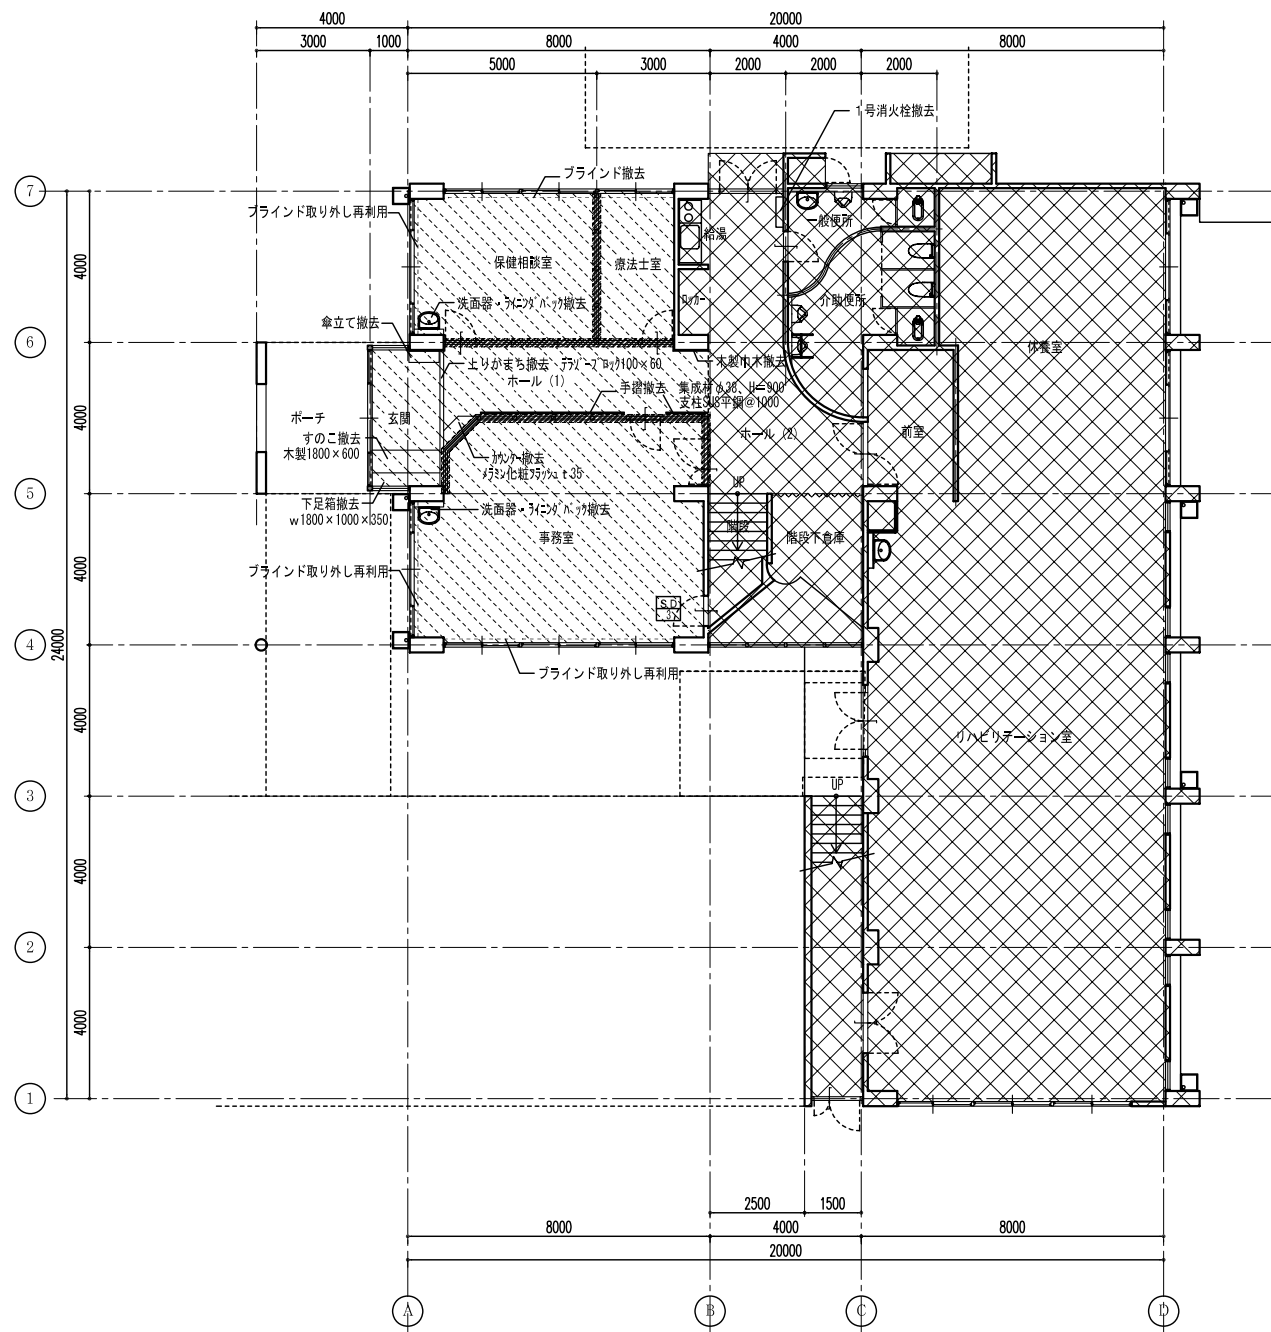 4000
20000
3000
1000
8000
4000
8000
5000
3000
2000
2000
2000
1号消火栓撤去
ブラインド撤去
7
ブラインド取り外し再利用
給湯
一般便所
保健相談室
療法士室
4000
ロッカー
介助便所
洗面器・ライニングバック撤去
傘立て撤去
6
木製巾木撤去
休養室
上りがまち撤去 テラゾーブロック100×60
ホール（1）
手摺撤去 集成材φ38、H=900
支柱SUS平鋼@1000
ポーチ
玄関
4000
すのこ撤去
木製1800×600
ホール（2）
前室
カウンター撤去
メラミン化粧フラッシュt35
UP
5
下足箱撤去
w1800×1000×350
洗面器・ライニングバック撤去
事務室
階段
階段下倉庫
4000
ブラインド取り外し再利用
SD
3
4
24000
ブラインド取り外し再利用
4000
リハビリテーション室
UP
3
4000
2
4000
1
2500
1500
8000
4000
8000
20000
A
B
C
D